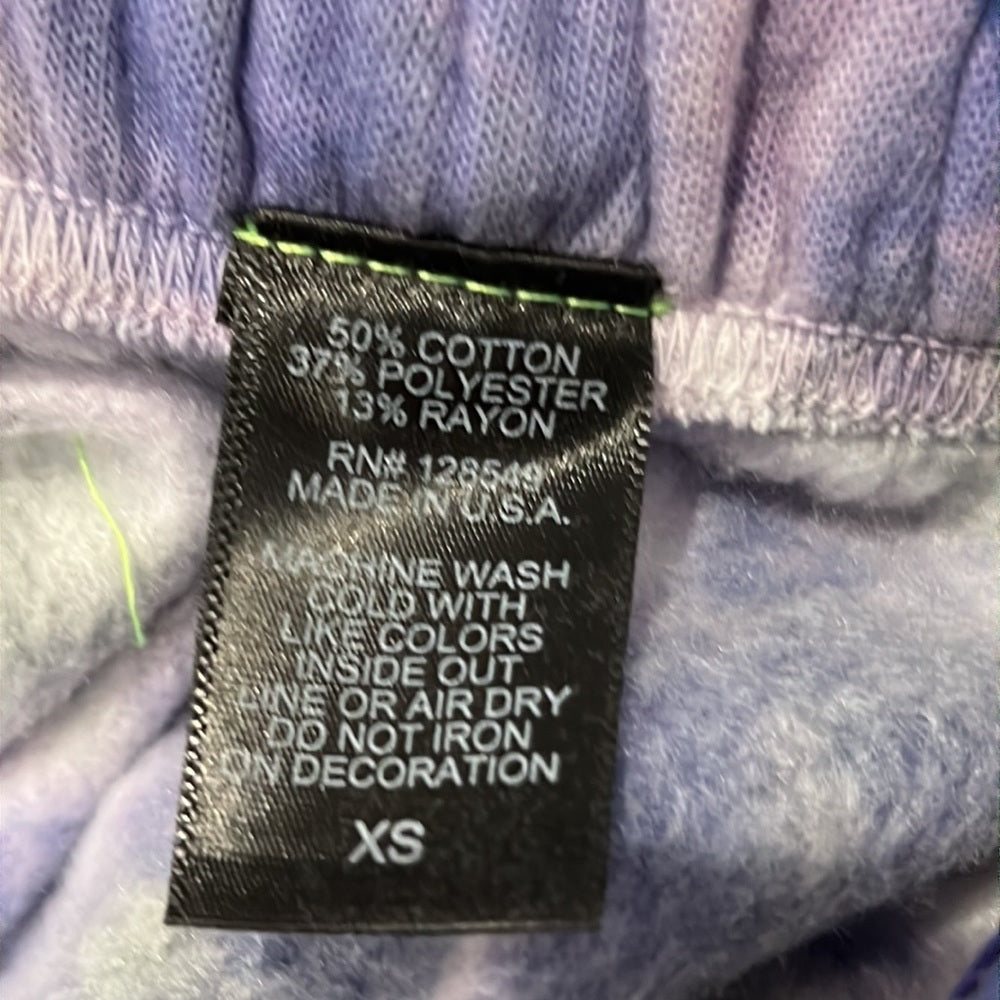 50% COTTON
37% POLYESTER
13% RAYON
RN# 128549
MADE IN U.S.A.
MACHINE WASH
COLD WITH
LIKE COLORS
INSIDE OUT
LINE OR AIR DRY
DO NOT IRON
ON DECORATION
XS